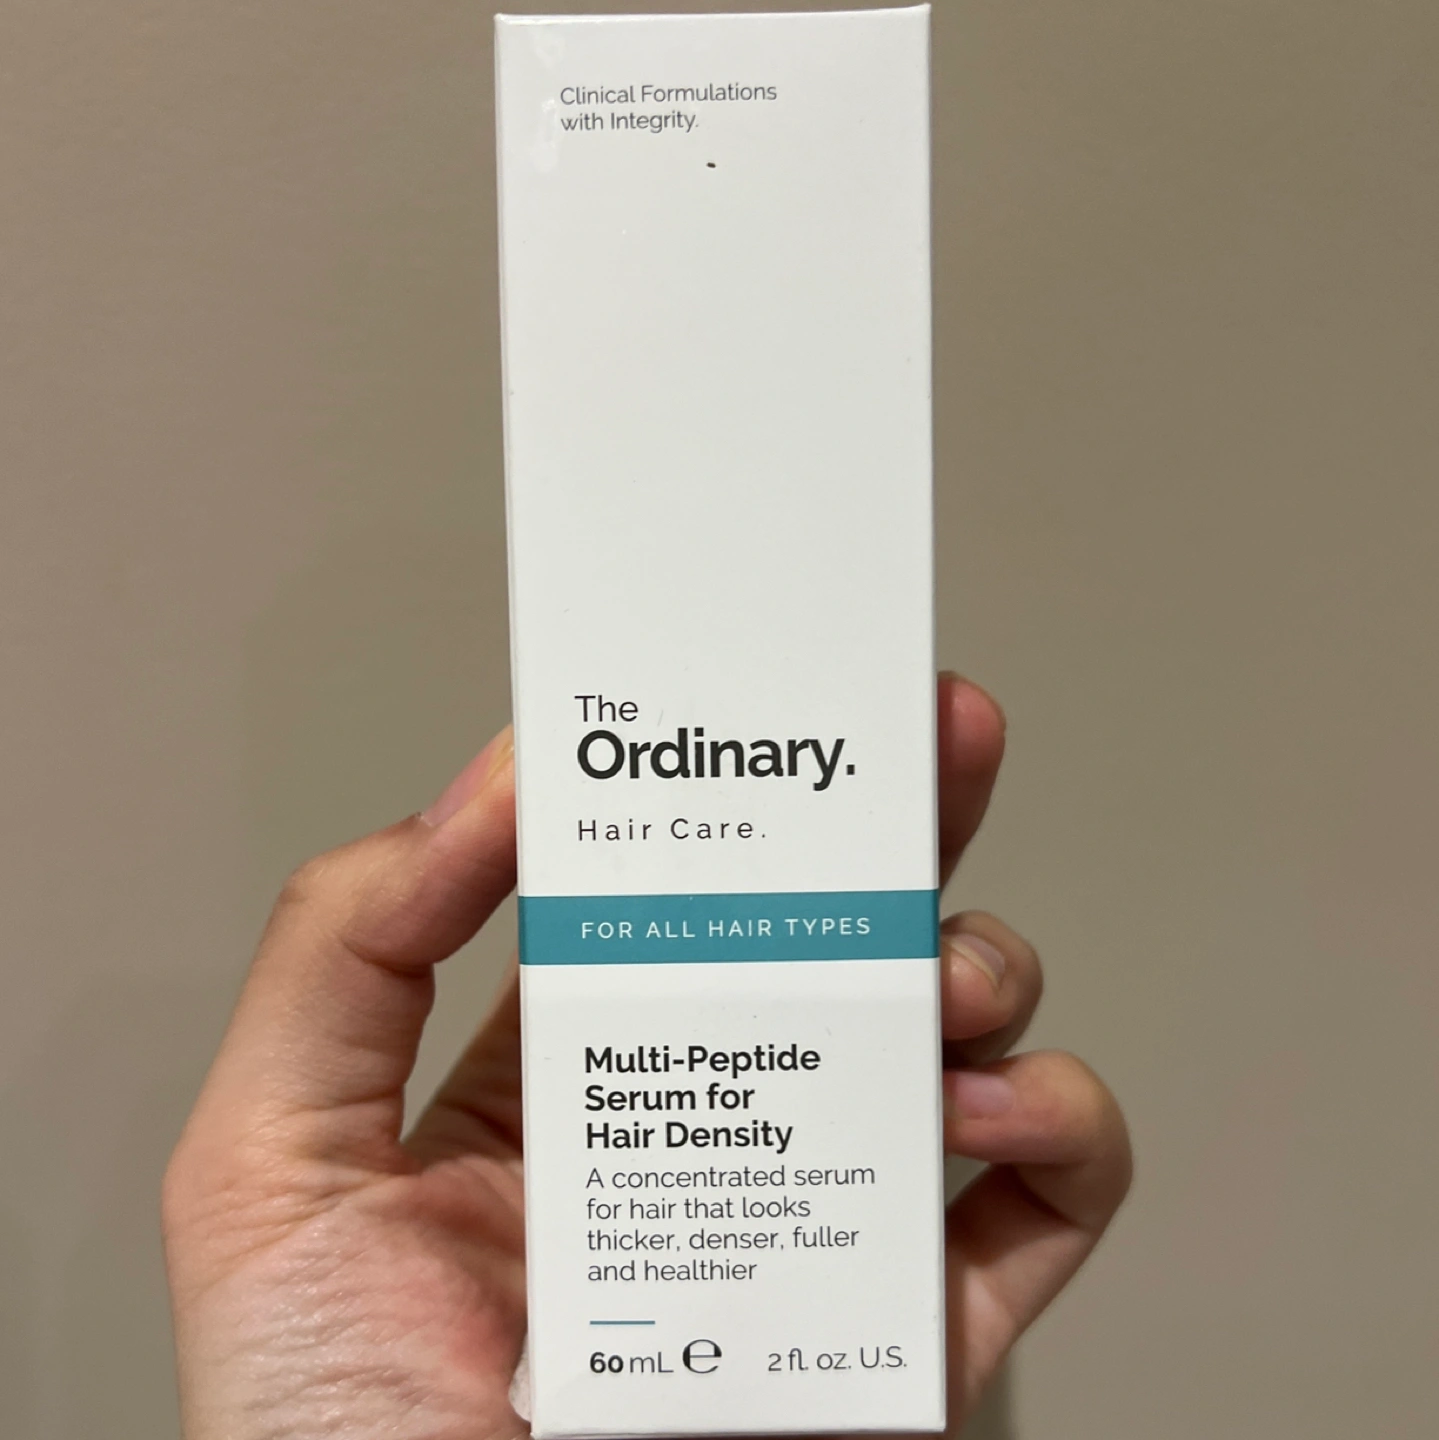 Clinical Formulations
with Integrity.
The
Ordinary.
Hair Care.
FOR ALL HAIR TYPES
Multi-Peptide
Serum for
Hair Density
A concentrated serum
for hair that looks
thicker, denser, fuller
and healthier
60 mL ℮ 2 fl. oz. U.S.